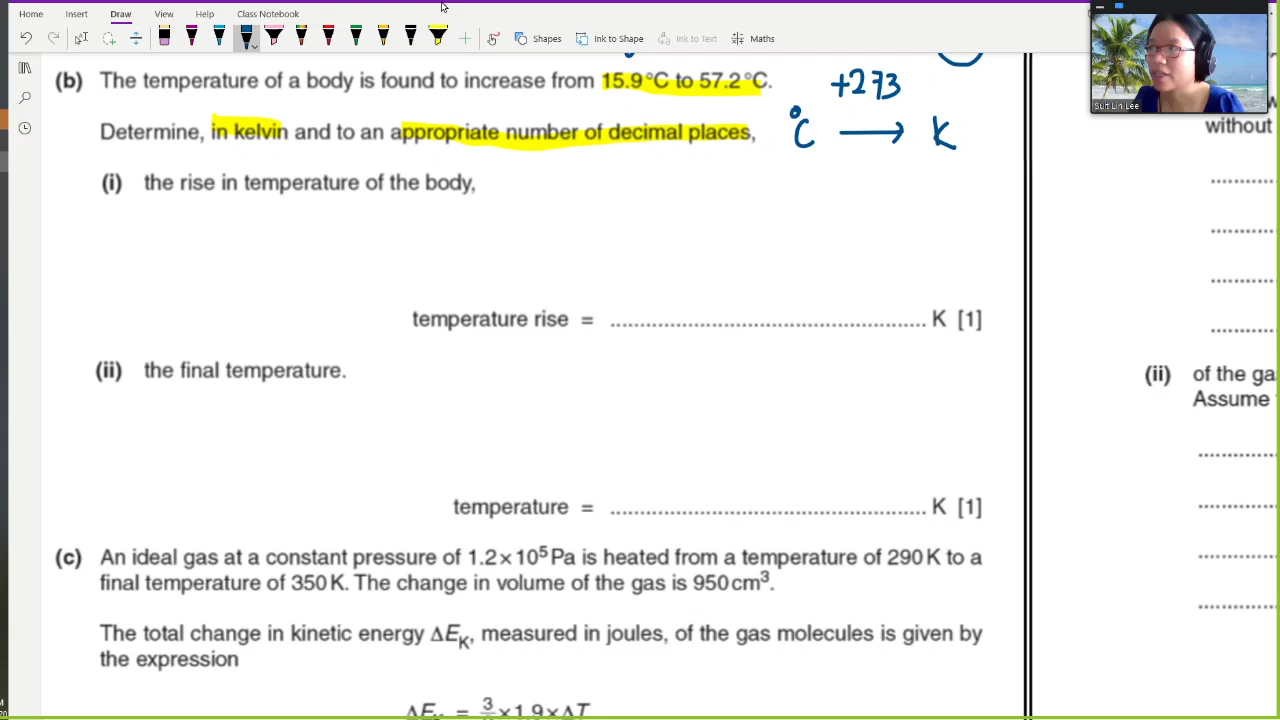 Home Insert Draw View Help Class Notebook
Shapes Ink to Shape Ink to Text Maths
(b) The temperature of a body is found to increase from 15.9°C to 57.2°C.
+273
Suit Lin Lee
Determine, in kelvin and to an appropriate number of decimal places,
°C → K
without
(i) the rise in temperature of the body,
temperature rise = ...................................................... K [1]
(ii) the final temperature.
(ii) of the ga
Assume
temperature = ...................................................... K [1]
(c) An ideal gas at a constant pressure of 1.2 × 10⁵ Pa is heated from a temperature of 290 K to a
final temperature of 350 K. The change in volume of the gas is 950 cm³.
The total change in kinetic energy ΔEK, measured in joules, of the gas molecules is given by
the expression